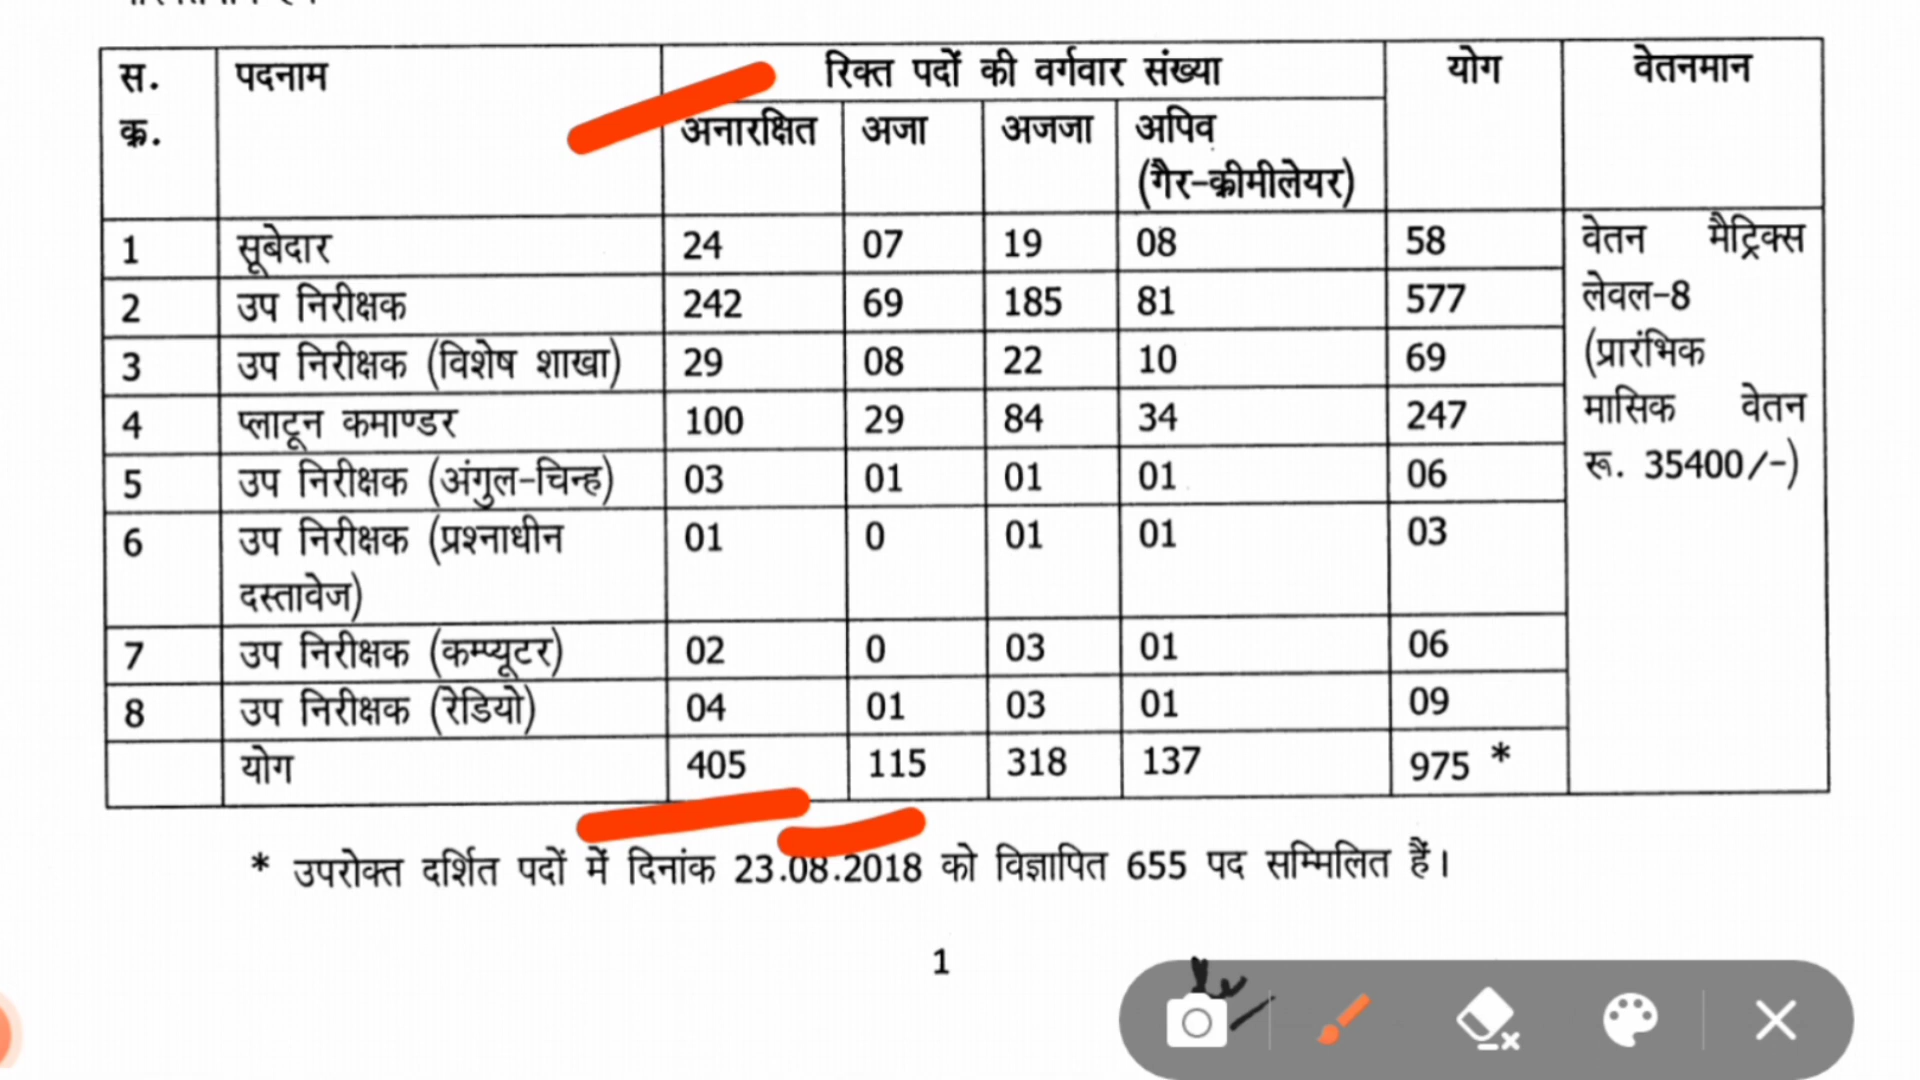 स. क्र. पदनाम रिक्त पदों की वर्गवार संख्या योग वेतनमान
अनारक्षित अजा अजजा अपिव (गैर-क्रीमीलेयर)
1 सूबेदार 24 07 19 08 58
2 उप निरीक्षक 242 69 185 81 577
3 उप निरीक्षक (विशेष शाखा) 29 08 22 10 69
4 प्लाटून कमाण्डर 100 29 84 34 247
5 उप निरीक्षक (अंगुल-चिन्ह) 03 01 01 01 06
6 उप निरीक्षक (प्रश्नाधीन दस्तावेज) 01 0 01 01 03
7 उप निरीक्षक (कम्प्यूटर) 02 0 03 01 06
8 उप निरीक्षक (रेडियो) 04 01 03 01 09
योग 405 115 318 137 975 *
वेतन मैट्रिक्स
लेवल-8
(प्रारंभिक
मासिक वेतन
रू. 35400/-)
* उपरोक्त दर्शित पदों में दिनांक 23.08.2018 को विज्ञापित 655 पद सम्मिलित हैं।
1